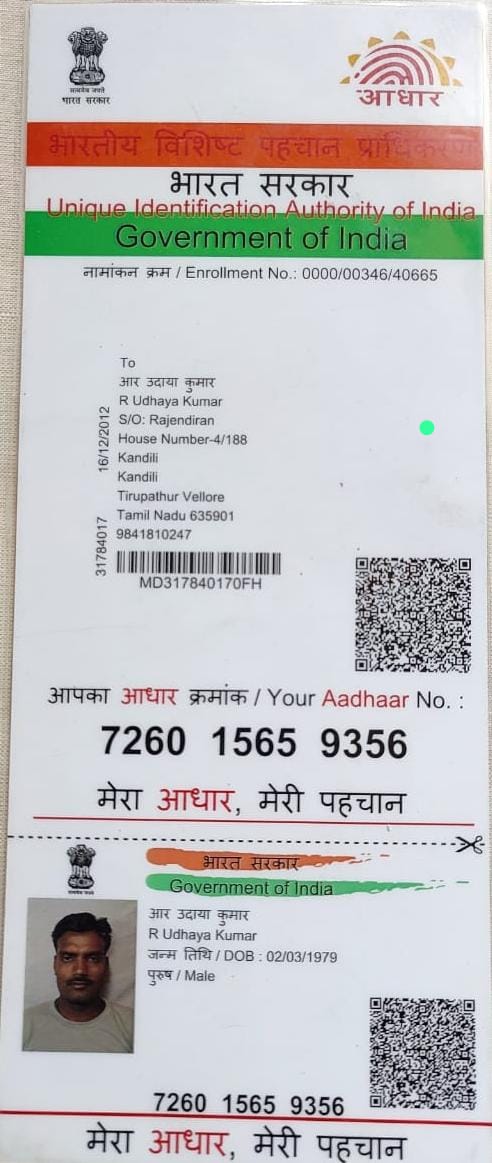 सत्यमेव जयते
भारत सरकार
आधार
भारतीय विशिष्ट पहचान प्राधिकरण
भारत सरकार
Unique Identification Authority of India
Government of India
नामांकन क्रम / Enrollment No.: 0000/00346/40665
To
आर उदाया कुमार
R Udhaya Kumar
S/O: Rajendiran
House Number-4/188
Kandili
Kandili
Tirupathur Vellore
Tamil Nadu 635901
9841810247
16/12/2012
31784017
MD317840170FH
आपका आधार क्रमांक / Your Aadhaar No. :
7260 1565 9356
मेरा आधार, मेरी पहचान
भारत सरकार
Government of India
आर उदाया कुमार
R Udhaya Kumar
जन्म तिथि / DOB : 02/03/1979
पुरुष / Male
7260 1565 9356
मेरा आधार, मेरी पहचान